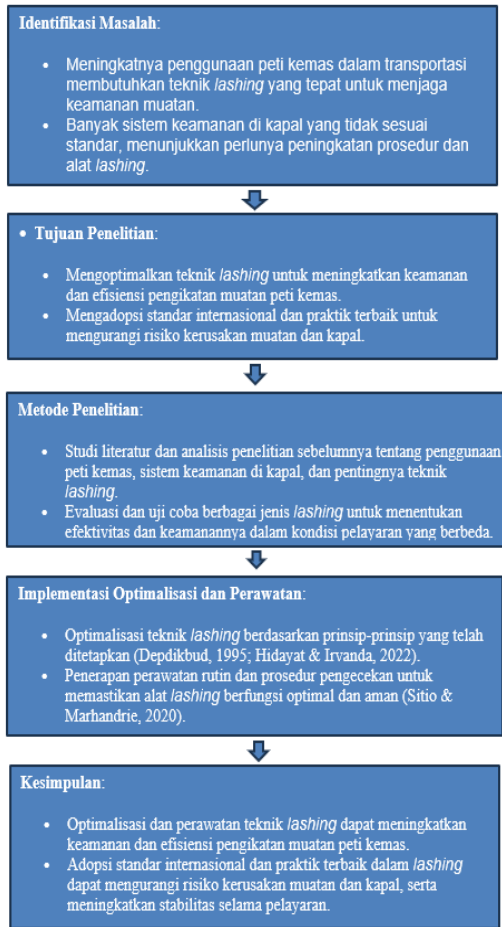 Identifikasi Masalah:
• Meningkatnya penggunaan peti kemas dalam transportasi
membutuhkan teknik lashing yang tepat untuk menjaga
keamanan muatan.
• Banyak sistem keamanan di kapal yang tidak sesuai
standar, menunjukkan perlunya peningkatan prosedur dan
alat lashing.
• Tujuan Penelitian:
• Mengoptimalkan teknik lashing untuk meningkatkan keamanan
dan efisiensi pengikatan muatan peti kemas.
• Mengadopsi standar internasional dan praktik terbaik untuk
mengurangi risiko kerusakan muatan dan kapal.
Metode Penelitian:
• Studi literatur dan analisis penelitian sebelumnya tentang penggunaan
peti kemas, sistem keamanan di kapal, dan pentingnya teknik
lashing.
• Evaluasi dan uji coba berbagai jenis lashing untuk menentukan
efektivitas dan keamanannya dalam kondisi pelayaran yang berbeda.
Implementasi Optimalisasi dan Perawatan:
• Optimalisasi teknik lashing berdasarkan prinsip-prinsip yang telah
ditetapkan (Depdikbud, 1995; Hidayat & Irvanda, 2022).
• Penerapan perawatan rutin dan prosedur pengecekan untuk
memastikan alat lashing berfungsi optimal dan aman (Sitio &
Marhandrie, 2020).
Kesimpulan:
• Optimalisasi dan perawatan teknik lashing dapat meningkatkan
keamanan dan efisiensi pengikatan muatan peti kemas.
• Adopsi standar internasional dan praktik terbaik dalam lashing
dapat mengurangi risiko kerusakan muatan dan kapal, serta
meningkatkan stabilitas selama pelayaran.